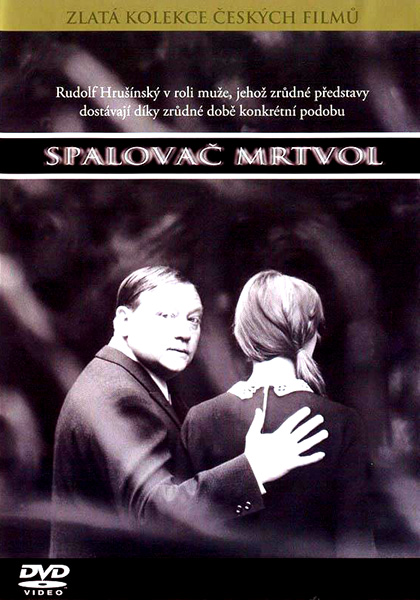 ZLATÁ KOLEKCE ČESKÝCH FILMŮ
Rudolf Hrušínský v roli muže, jehož zrůdné představy
dostávají díky zrůdné době konkrétní podobu
SPALOVAČ MRTVOL
DVD
VIDEO